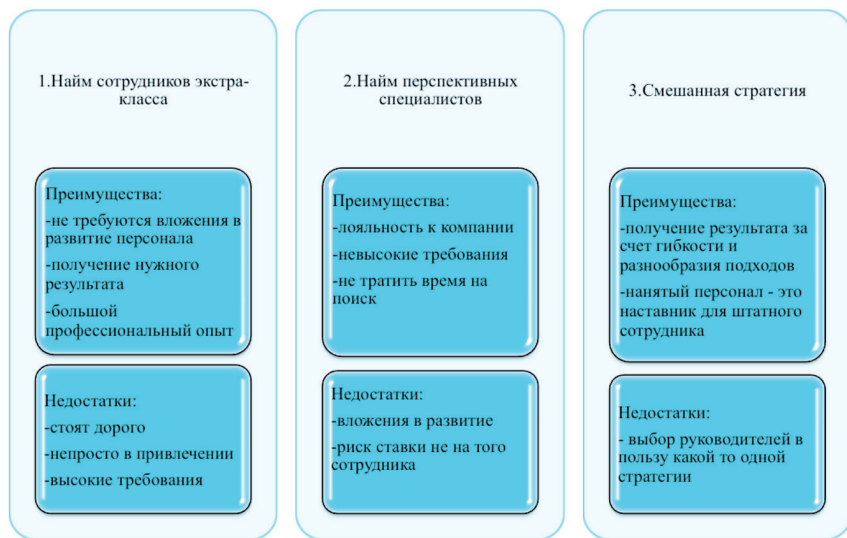 1.Найм сотрудников экстра-
класса
Преимущества:
-не требуются вложения в
развитие персонала
-получение нужного
результата
-большой
профессиональный опыт
Недостатки:
-стоят дорого
-непросто в привлечении
-высокие требования
2.Найм перспективных
специалистов
Преимущества:
-лояльность к компании
-невысокие требования
-не тратить время на
поиск
Недостатки:
-вложения в развитие
-риск ставки не на того
сотрудника
3.Смешанная стратегия
Преимущества:
-получение результата за
счет гибкости и
разнообразия подходов
-нанятый персонал - это
наставник для штатного
сотрудника
Недостатки:
- выбор руководителей в
пользу какой то одной
стратегии